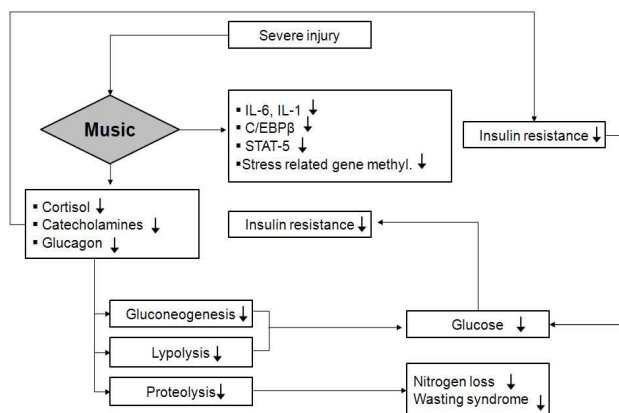 Severe injury
Music
▪ IL-6, IL-1 ↓
▪ C/EBPβ ↓
▪ STAT-5 ↓
▪Stress related gene methyl. ↓
Insulin resistance ↓
▪ Cortisol ↓
▪ Catecholamines ↓
▪ Glucagon ↓
Insulin resistance ↓
Gluconeogenesis ↓
Glucose ↓
Lypolysis ↓
Proteolysis ↓
Nitrogen loss ↓
Wasting syndrome ↓